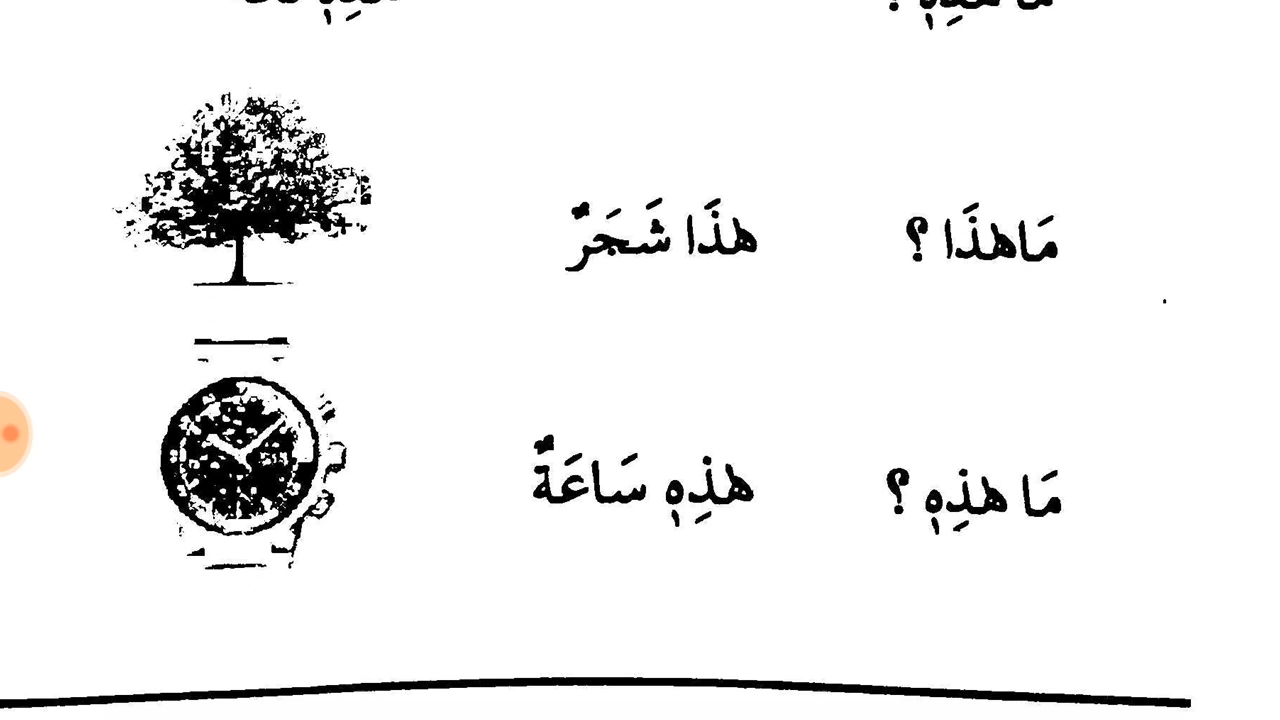 مَاهٰذَا ؟ هٰذَا شَجَرٌ
مَا هٰذِهٖ ؟ هٰذِهٖ سَاعَةٌ